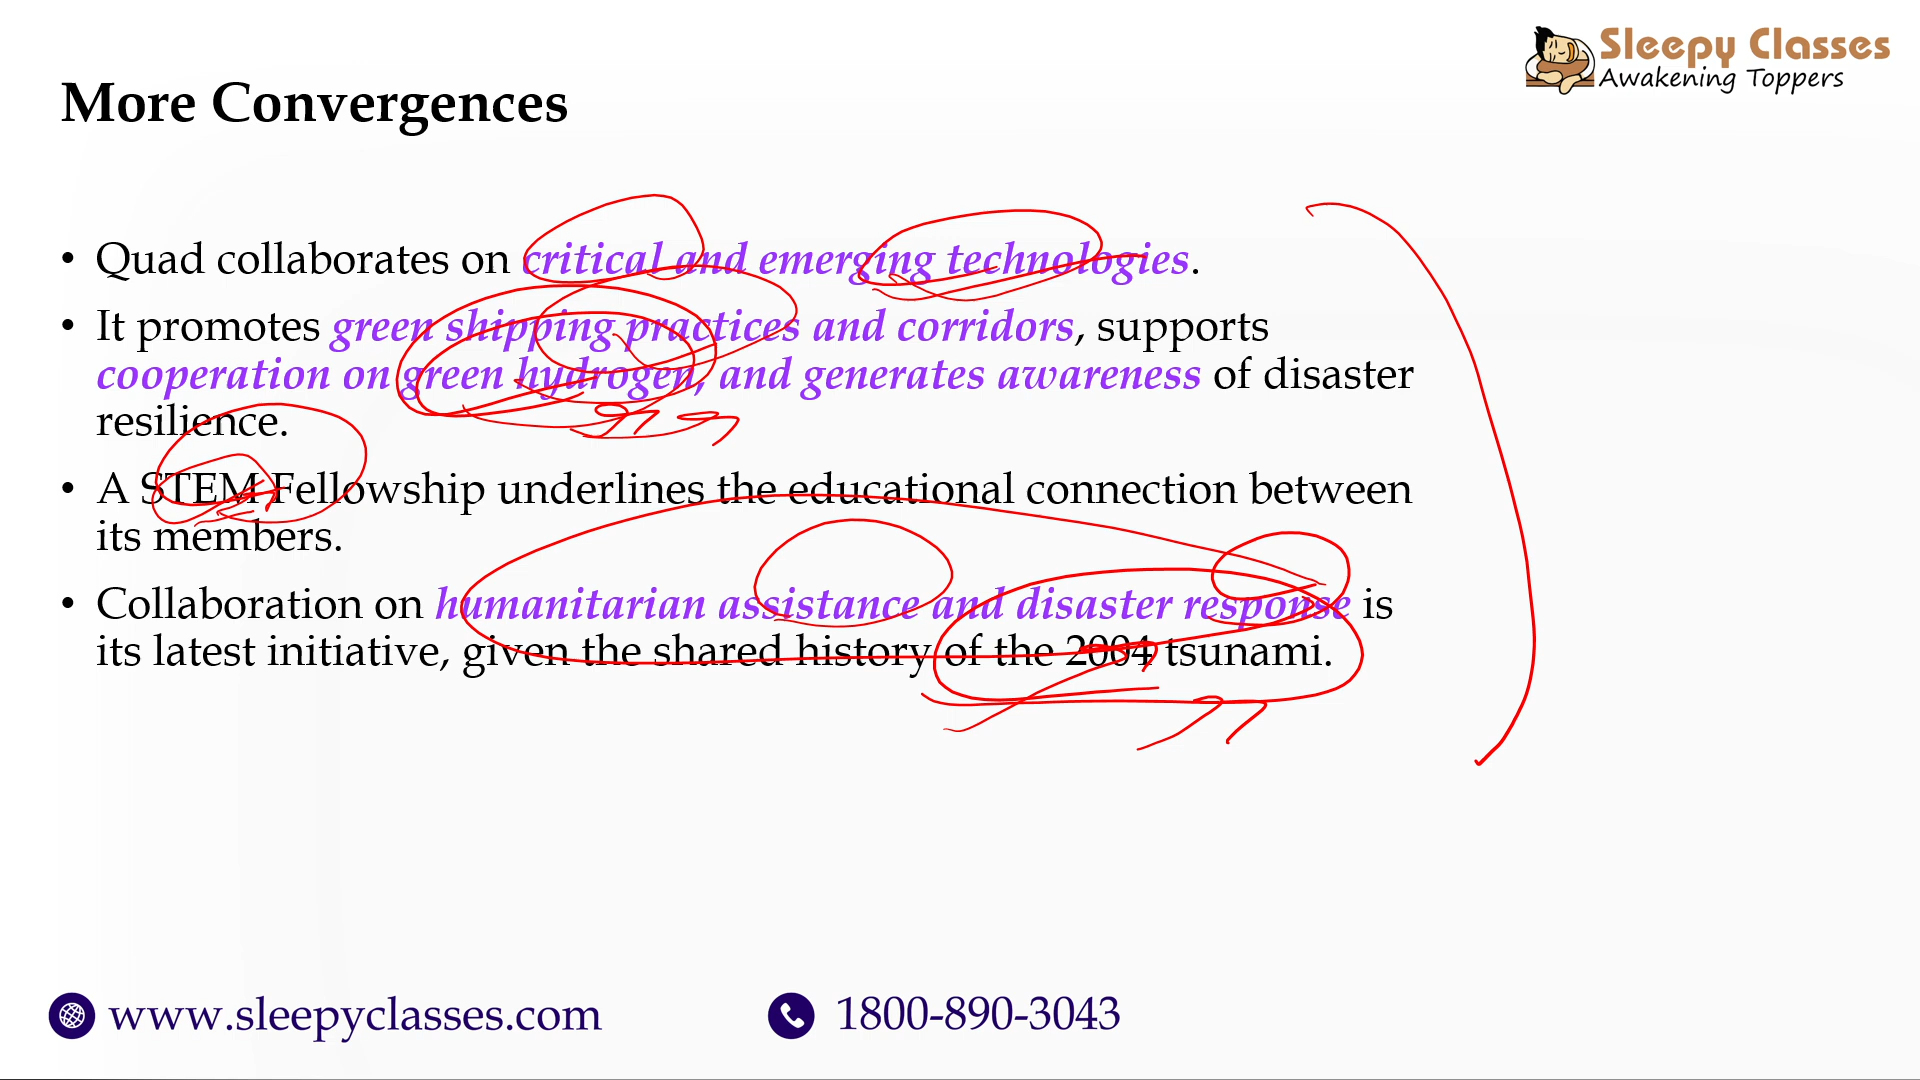 Sleepy Classes
Awakening Toppers
More Convergences
• Quad collaborates on critical and emerging technologies.
• It promotes green shipping practices and corridors, supports
cooperation on green hydrogen, and generates awareness of disaster
resilience.
• A STEM Fellowship underlines the educational connection between
its members.
• Collaboration on humanitarian assistance and disaster response is
its latest initiative, given the shared history of the 2004 tsunami.
www.sleepyclasses.com
1800-890-3043